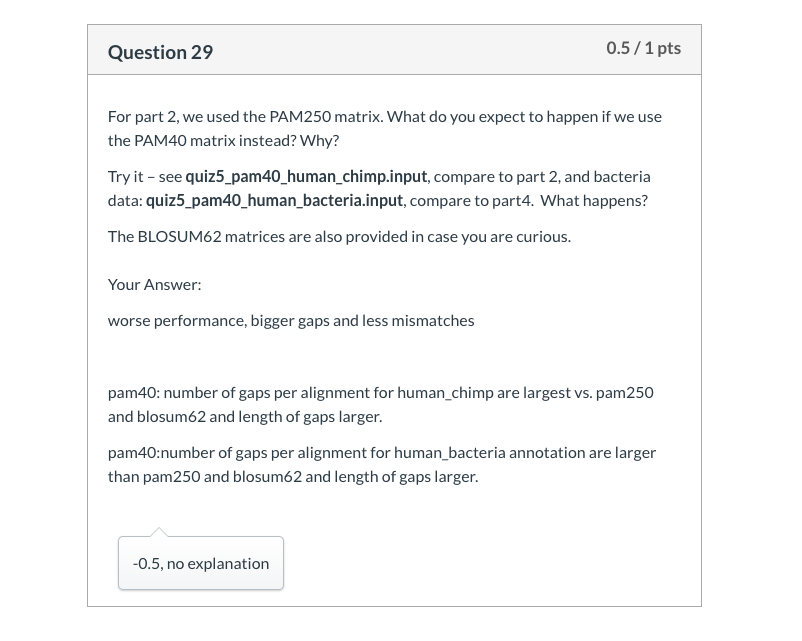 Question 29
0.5 / 1 pts
For part 2, we used the PAM250 matrix. What do you expect to happen if we use
the PAM40 matrix instead? Why?
Try it – see quiz5_pam40_human_chimp.input, compare to part 2, and bacteria
data: quiz5_pam40_human_bacteria.input, compare to part4.  What happens?
The BLOSUM62 matrices are also provided in case you are curious.
Your Answer:
worse performance, bigger gaps and less mismatches
pam40: number of gaps per alignment for human_chimp are largest vs. pam250
and blosum62 and length of gaps larger.
pam40:number of gaps per alignment for human_bacteria annotation are larger
than pam250 and blosum62 and length of gaps larger.
-0.5, no explanation